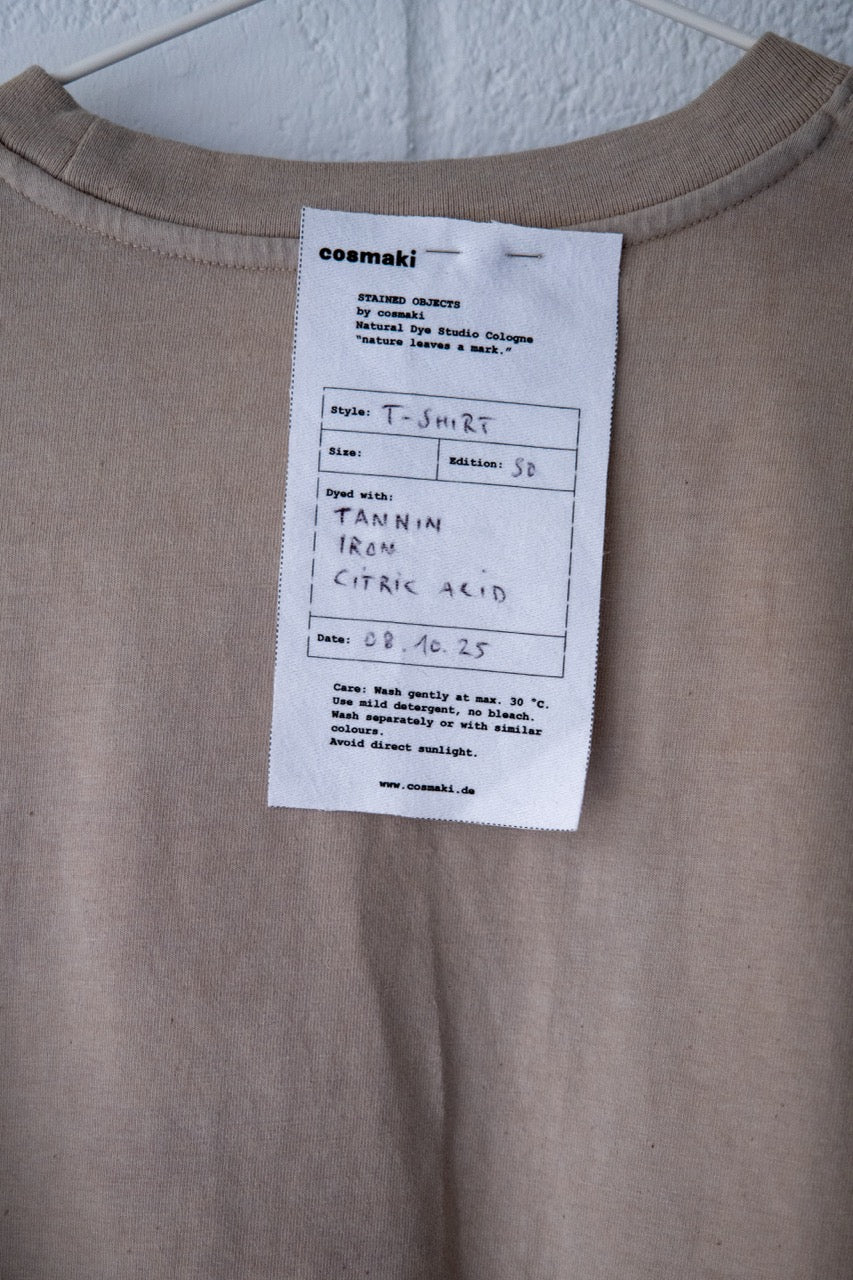 cosmaki
STAINED OBJECTS
by cosmaki
Natural Dye Studio Cologne
"nature leaves a mark."
Style: T-SHIRT
Size:
Edition: SO
Dyed with:
TANNIN
IRON
CITRIC ACID
Date: 08.10.25
Care: Wash gently at max. 30 °C.
Use mild detergent, no bleach.
Wash separately or with similar
colours.
Avoid direct sunlight.
www.cosmaki.de